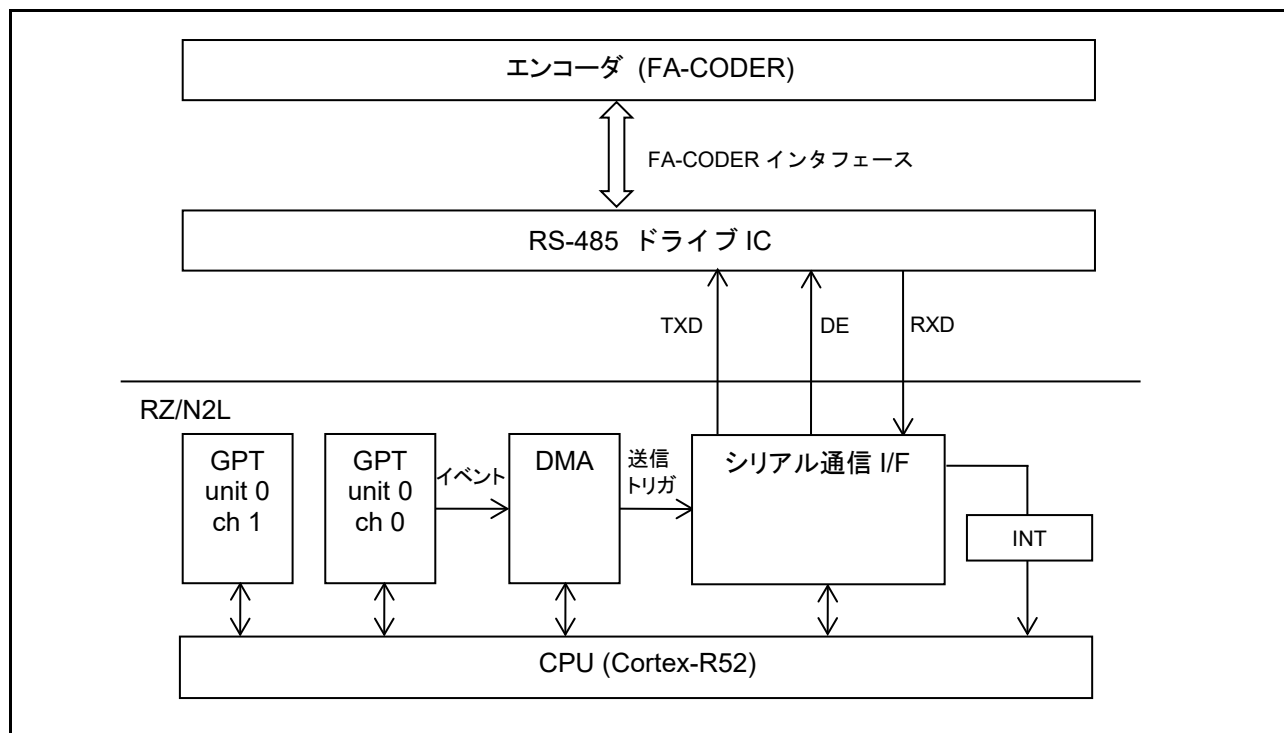 エンコーダ (FA-CODER)
FA-CODER インタフェース
RS-485 ドライブ IC
TXD
DE
RXD
RZ/N2L
GPT
unit 0
ch 1
GPT
unit 0
ch 0
イベント
DMA
送信
トリガ
シリアル通信 I/F
INT
CPU (Cortex-R52)